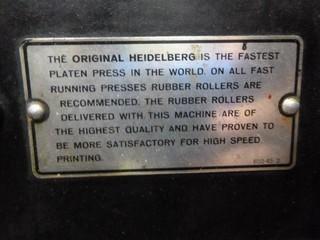 THE ORIGINAL HEIDELBERG IS THE FASTEST
PLATEN PRESS IN THE WORLD. ON ALL FAST
RUNNING PRESSES RUBBER ROLLERS ARE
RECOMMENDED. THE RUBBER ROLLERS
DELIVERED WITH THIS MACHINE ARE OF
THE HIGHEST QUALITY AND HAVE PROVEN TO
BE MORE SATISFACTORY FOR HIGH SPEED
PRINTING.